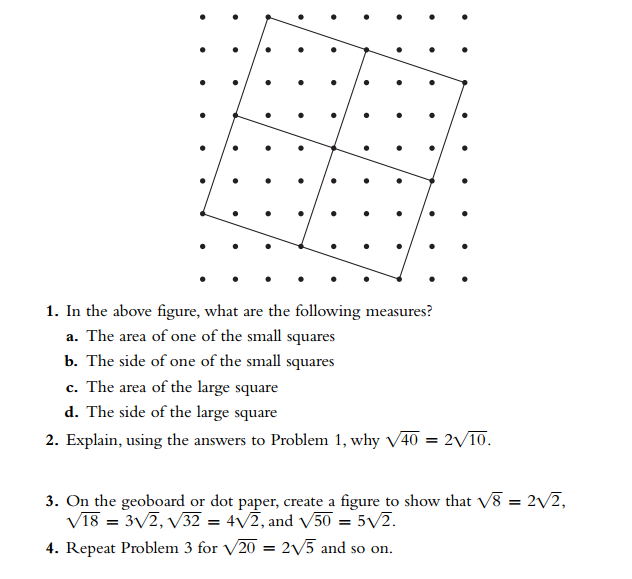 1. In the above figure, what are the following measures?
a. The area of one of the small squares
b. The side of one of the small squares
c. The area of the large square
d. The side of the large square
2. Explain, using the answers to Problem 1, why √40 = 2√10.
3. On the geoboard or dot paper, create a figure to show that √8 = 2√2,
√18 = 3√2, √32 = 4√2, and √50 = 5√2.
4. Repeat Problem 3 for √20 = 2√5 and so on.